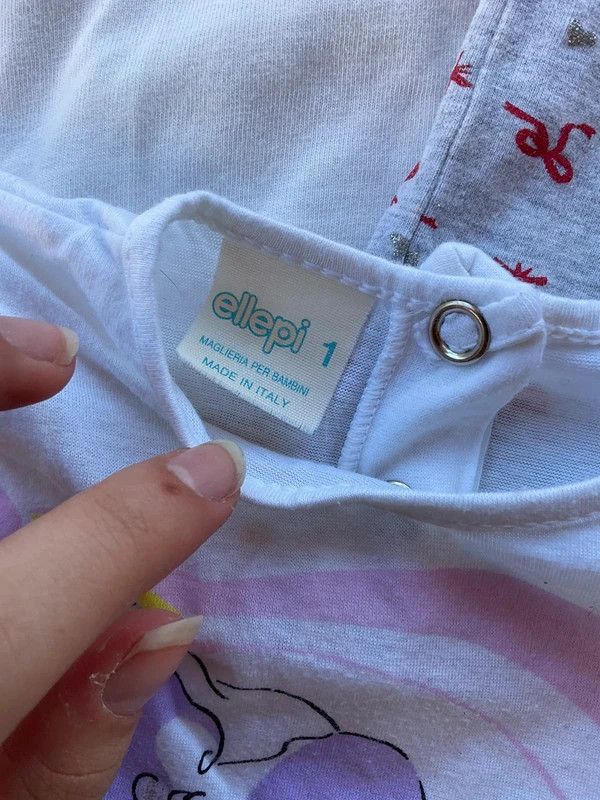 ellepi 1
MAGLIERIA PER BAMBINI
MADE IN ITALY